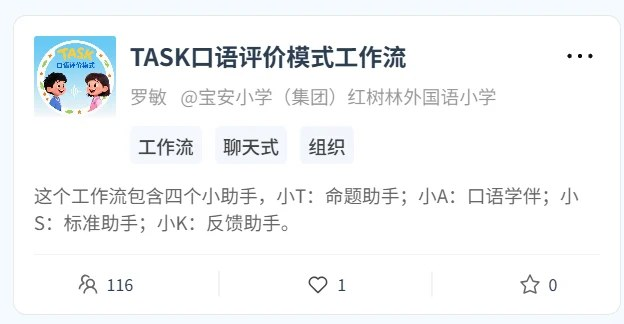 TASK
口语评价模式
TASK口语评价模式工作流
罗敏 @宝安小学（集团）红树林外国语小学
工作流 聊天式 组织
这个工作流包含四个小助手，小T：命题助手；小A：口语学伴；小
S：标准助手；小K：反馈助手。
116 1 0